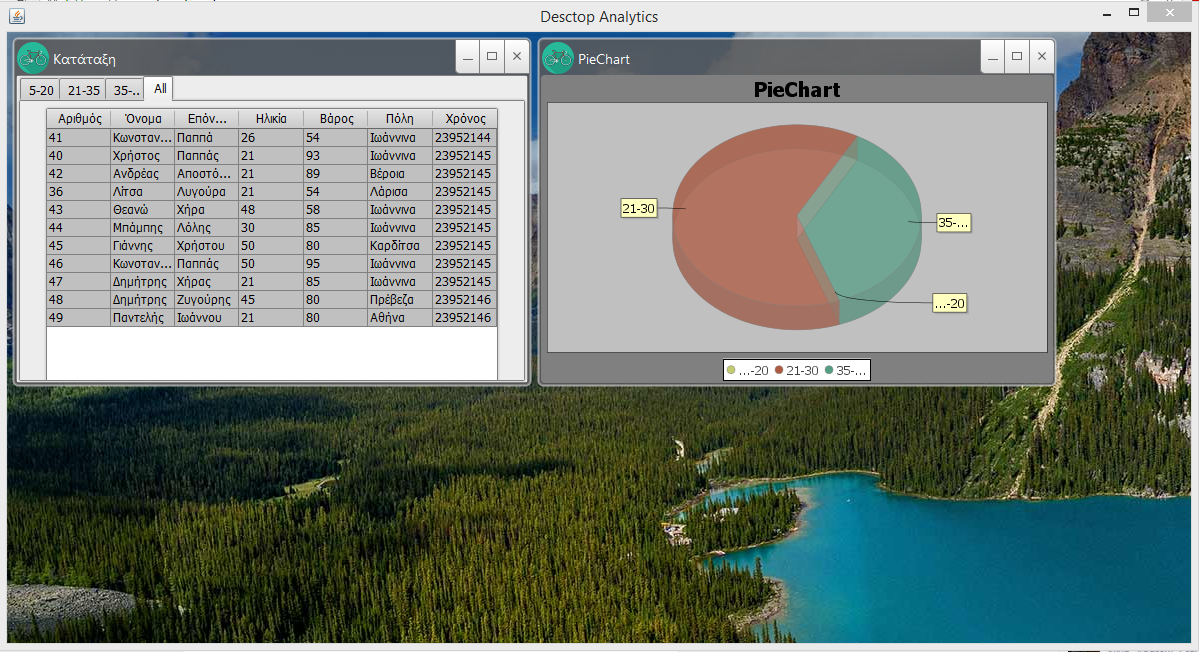 Desctop Analytics
Κατάταξη
5-20 21-35 35-.. All
Αριθμός Όνομα Επόν... Ηλικία Βάρος Πόλη Χρόνος
41 Κωνσταν... Παππά 26 54 Ιωάννινα 23952144
40 Χρήστος Παππάς 21 93 Ιωάννινα 23952145
42 Ανδρέας Αποστό... 21 89 Βέροια 23952145
36 Λίτσα Λυγούρα 21 54 Λάρισα 23952145
43 Θεανώ Χήρα 48 58 Ιωάννινα 23952145
44 Μπάμπης Λόλης 30 85 Ιωάννινα 23952145
45 Γιάννης Χρήστου 50 80 Καρδίτσα 23952145
46 Κωνσταν... Παππάς 50 95 Ιωάννινα 23952145
47 Δημήτρης Χήρας 21 85 Ιωάννινα 23952145
48 Δημήτρης Ζυγούρης 45 80 Πρέβεζα 23952146
49 Παντελής Ιωάννου 21 80 Αθήνα 23952146
PieChart
PieChart
21-30
35-...
...-20
...-20 21-30 35-...